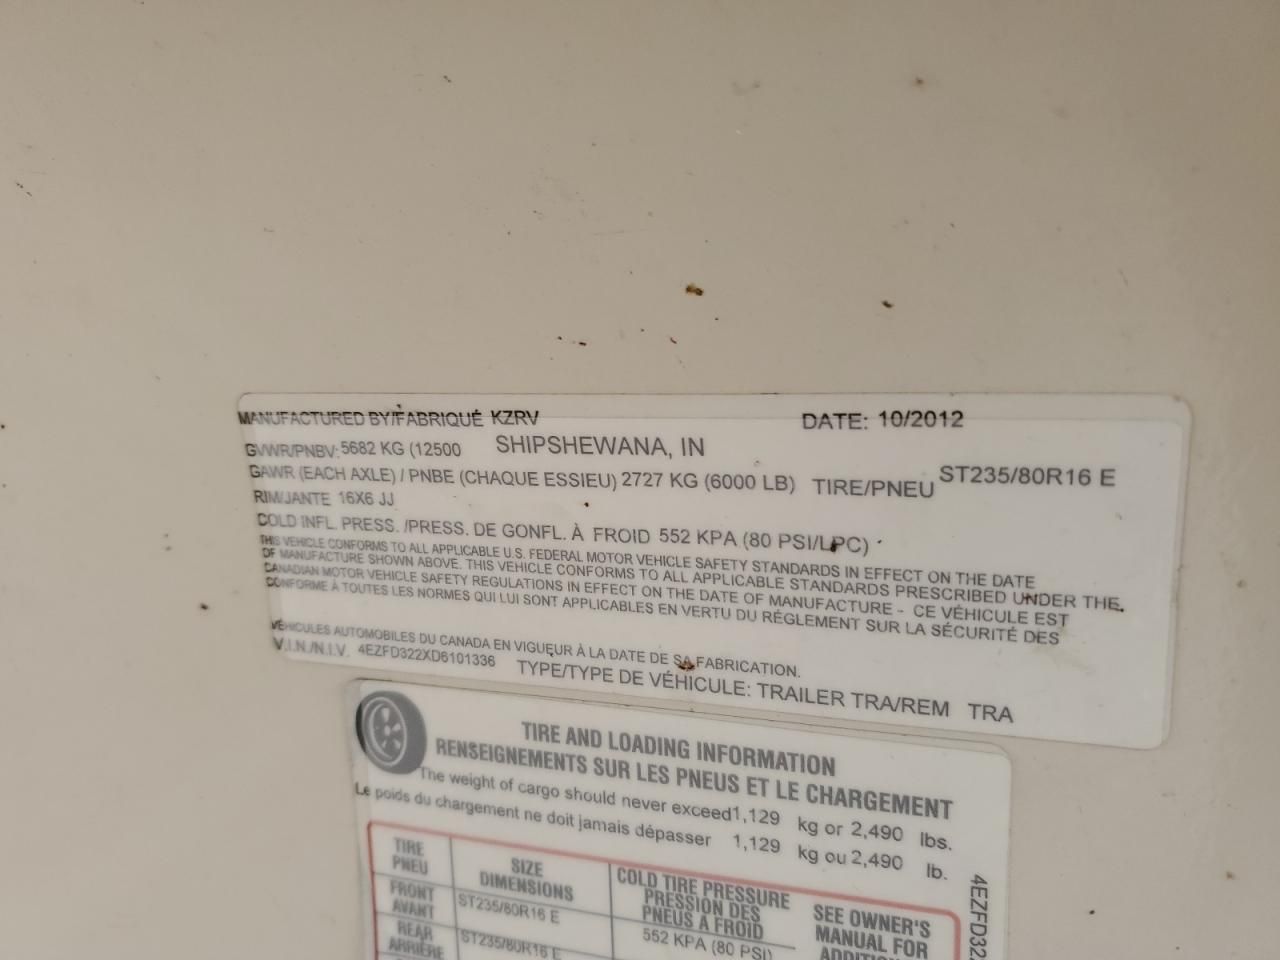 MANUFACTURED BY/FABRIQUÉ KZRV DATE: 10/2012
GVWR/PNBV: 5682 KG (12500 SHIPSHEWANA, IN
GAWR (EACH AXLE) / PNBE (CHAQUE ESSIEU) 2727 KG (6000 LB) TIRE/PNEU ST235/80R16 E
RIM/JANTE 16X6 JJ
COLD INFL. PRESS. /PRESS. DE GONFL. À FROID 552 KPA (80 PSI/LPC)
THIS VEHICLE CONFORMS TO ALL APPLICABLE U.S. FEDERAL MOTOR VEHICLE SAFETY STANDARDS IN EFFECT ON THE DATE
OF MANUFACTURE SHOWN ABOVE. THIS VEHICLE CONFORMS TO ALL APPLICABLE STANDARDS PRESCRIBED UNDER THE
CANADIAN MOTOR VEHICLE SAFETY REGULATIONS IN EFFECT ON THE DATE OF MANUFACTURE - CE VÉHICULE EST
CONFORME À TOUTES LES NORMES QUI LUI SONT APPLICABLES EN VERTU DU RÉGLEMENT SUR LA SÉCURITÉ DES
VÉHICULES AUTOMOBILES DU CANADA EN VIGUEUR À LA DATE DE SA FABRICATION.
V.I.N./N.I.V. 4EZFD322XD6101336 TYPE/TYPE DE VÉHICULE: TRAILER TRA/REM TRA
TIRE AND LOADING INFORMATION
RENSEIGNEMENTS SUR LES PNEUS ET LE CHARGEMENT
The weight of cargo should never exceed 1,129 kg or 2,490 lbs.
Le poids du chargement ne doit jamais dépasser 1,129 kg ou 2,490 lb.
TIRE
PNEU
SIZE
DIMENSIONS
COLD TIRE PRESSURE
PRESSION DES
PNEUS A FROID
SEE OWNER'S
MANUAL FOR
FRONT
AVANT
ST235/80R16 E
552 KPA (80 PSI)
REAR
ARRIÈRE
ST235/80R16 E
4EZFD32